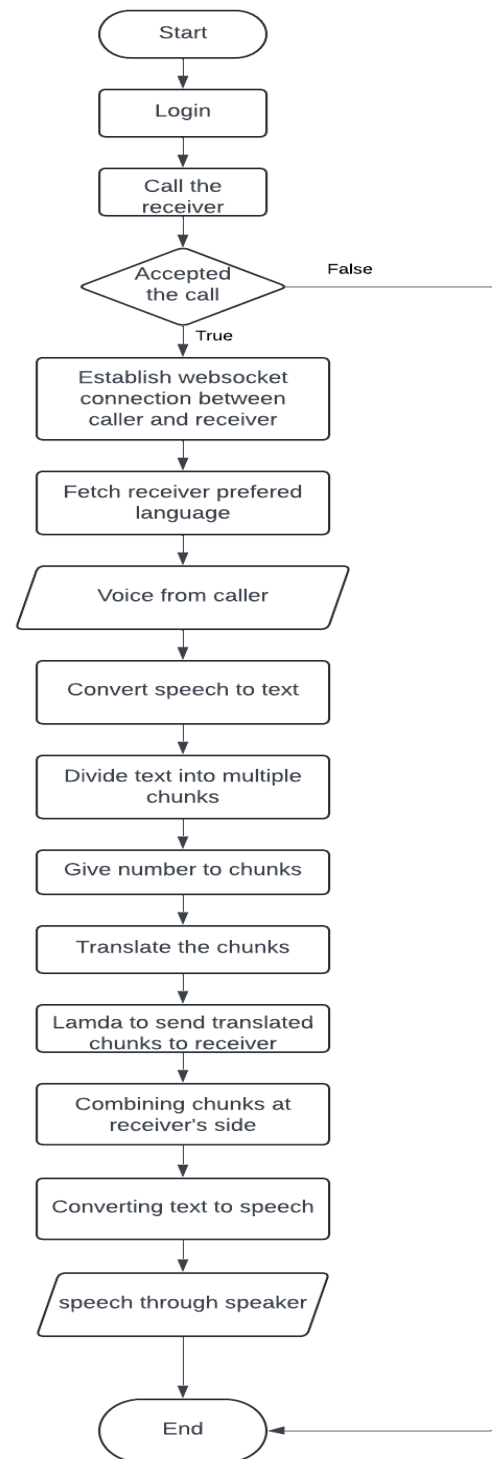 Start
Login
Call the
receiver
Accepted
the call
False
True
Establish websocket
connection between
caller and receiver
Fetch receiver prefered
language
Voice from caller
Convert speech to text
Divide text into multiple
chunks
Give number to chunks
Translate the chunks
Lamda to send translated
chunks to receiver
Combining chunks at
receiver's side
Converting text to speech
speech through speaker
End